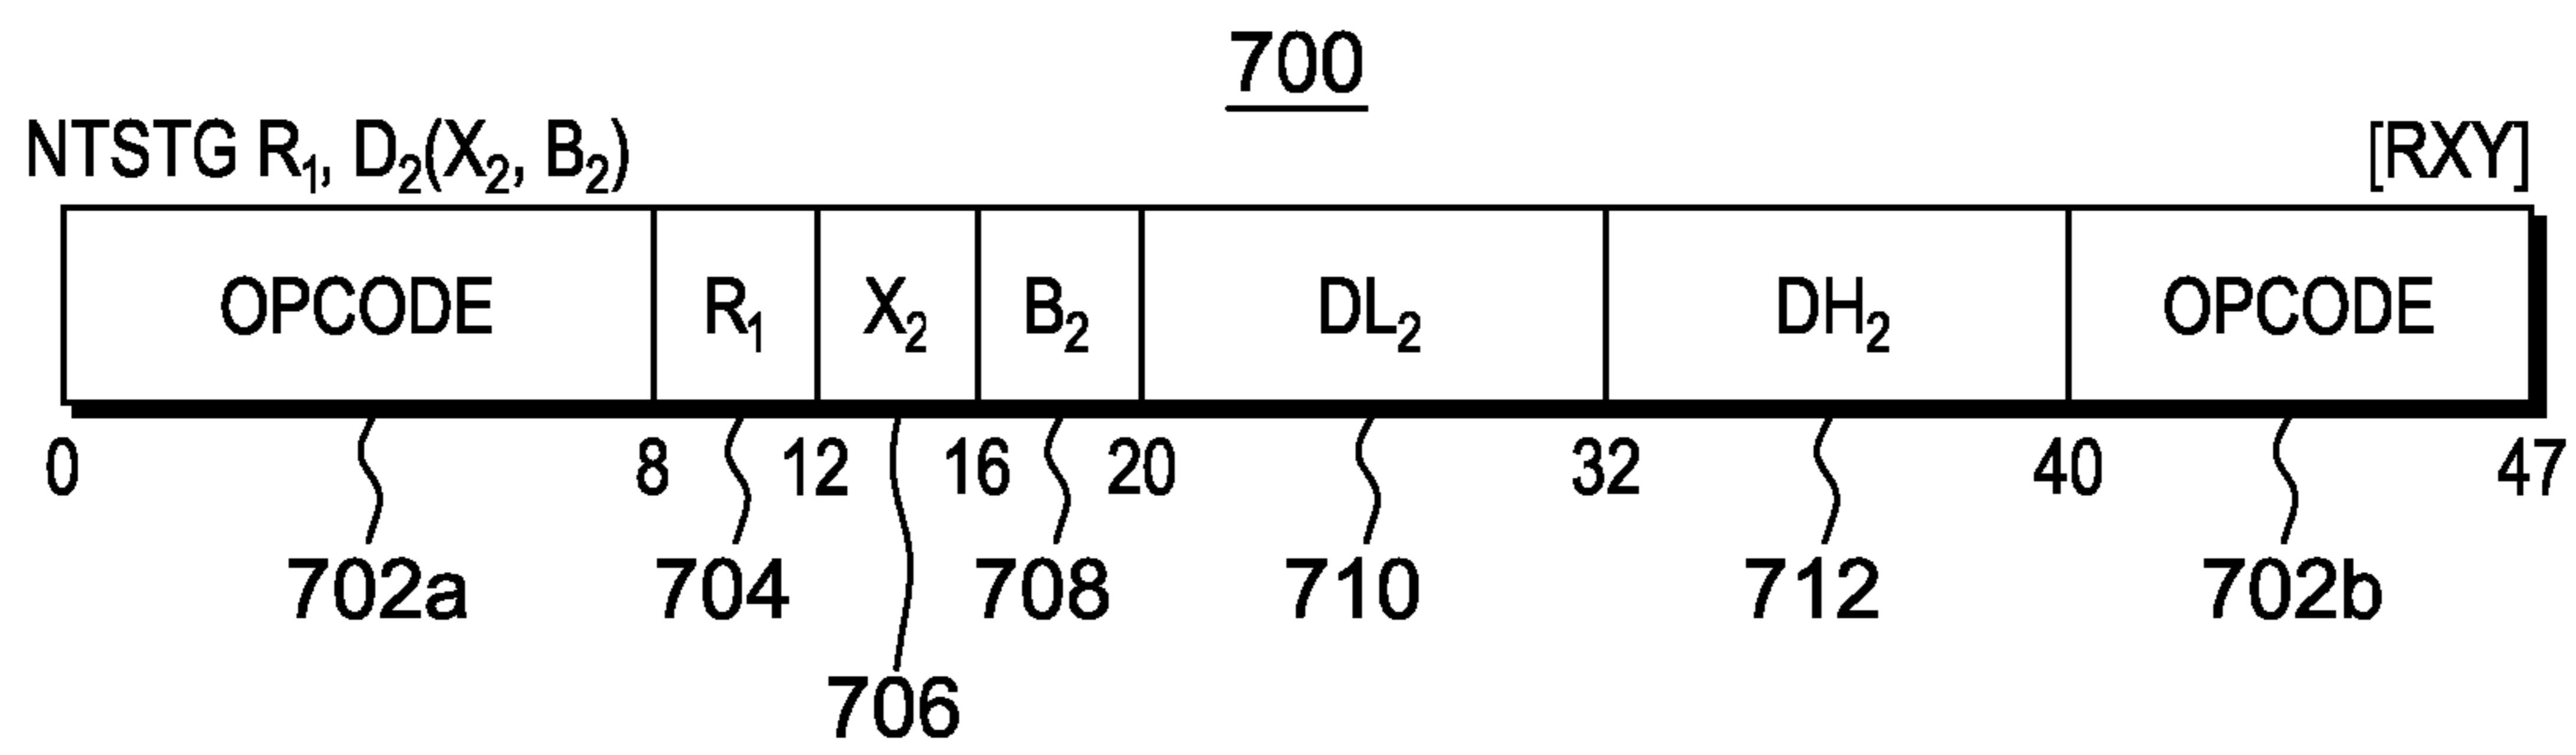 700
NTSTG R₁, D₂(X₂, B₂) [RXY]
OPCODE R₁ X₂ B₂ DL₂ DH₂ OPCODE
0 8 12 16 20 32 40 47
702a 704 708 710 712 702b
706